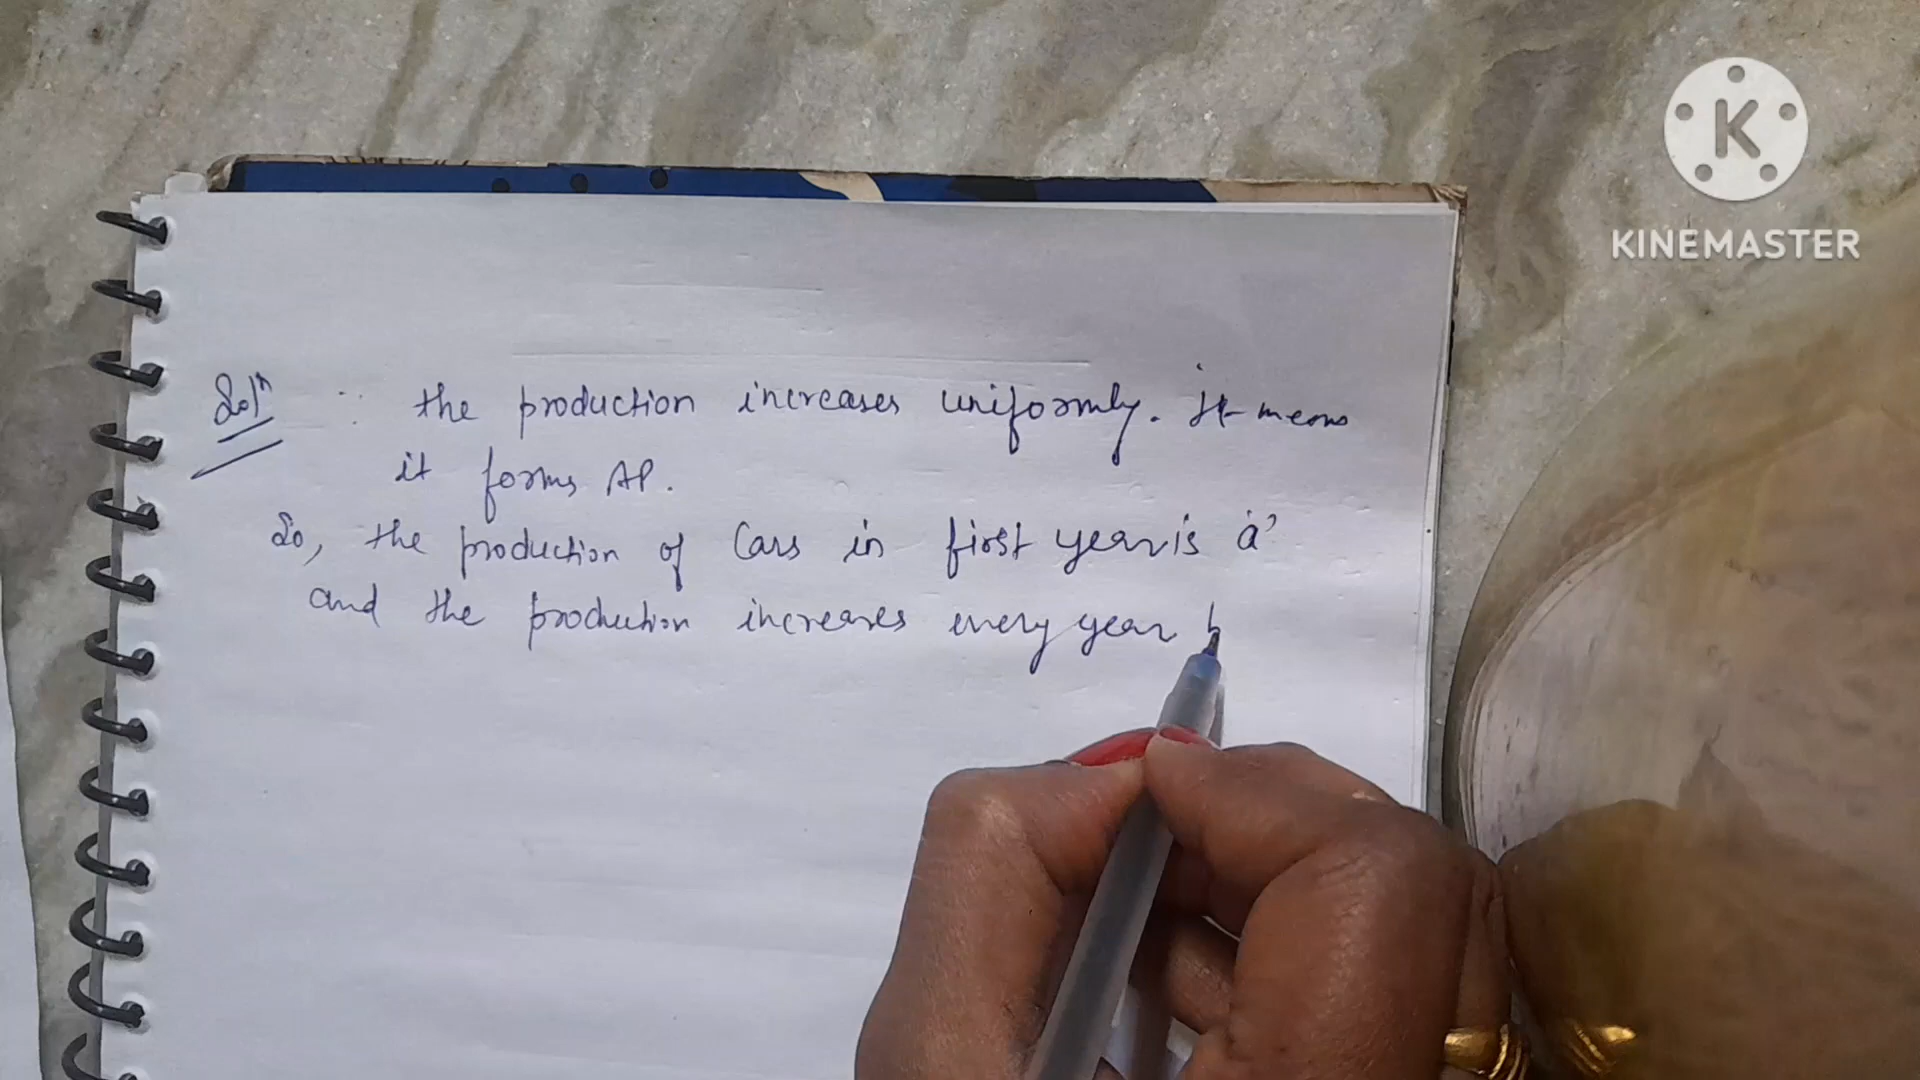 K
KINEMASTER
Solⁿ ∵ the production increases uniformly. It means
it forms AP.
So, the production of Cars in first year is 'a'
and the production increases every year b